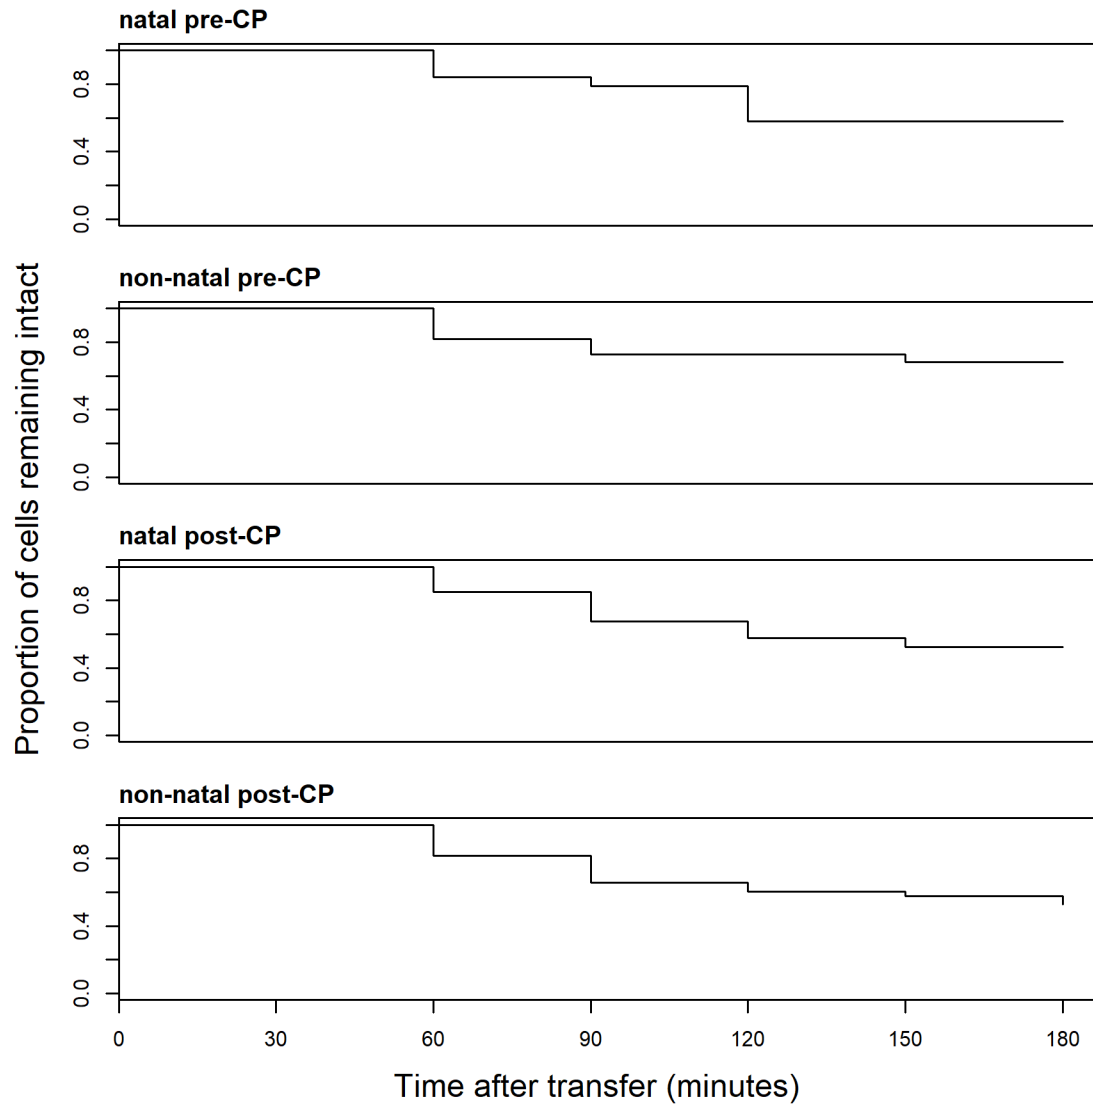 natal pre-CP
0.8
0.4
0.0
non-natal pre-CP
0.8
0.4
0.0
natal post-CP
0.8
0.4
0.0
non-natal post-CP
0.8
0.4
0.0
Proportion of cells remaining intact
0 30 60 90 120 150 180
Time after transfer (minutes)